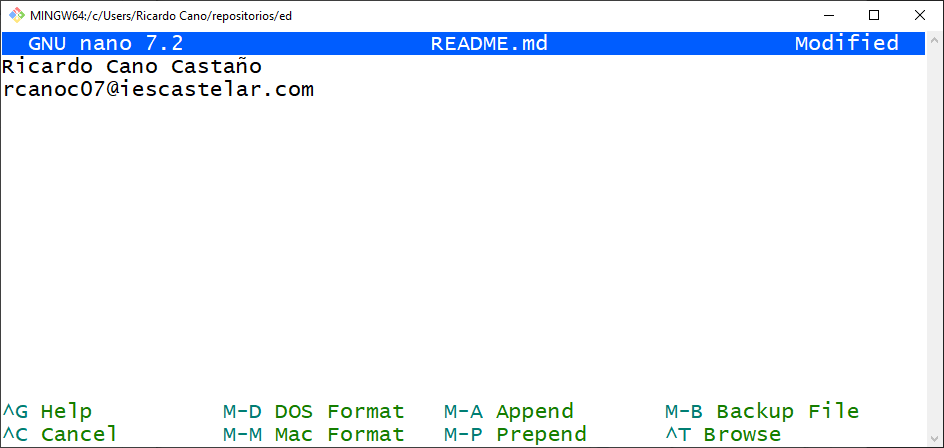 MINGW64:/c/Users/Ricardo Cano/repositorios/ed
GNU nano 7.2 README.md Modified
Ricardo Cano Castaño
rcanoc07@iescastelar.com
^G Help M-D DOS Format M-A Append M-B Backup File
^C Cancel M-M Mac Format M-P Prepend ^T Browse